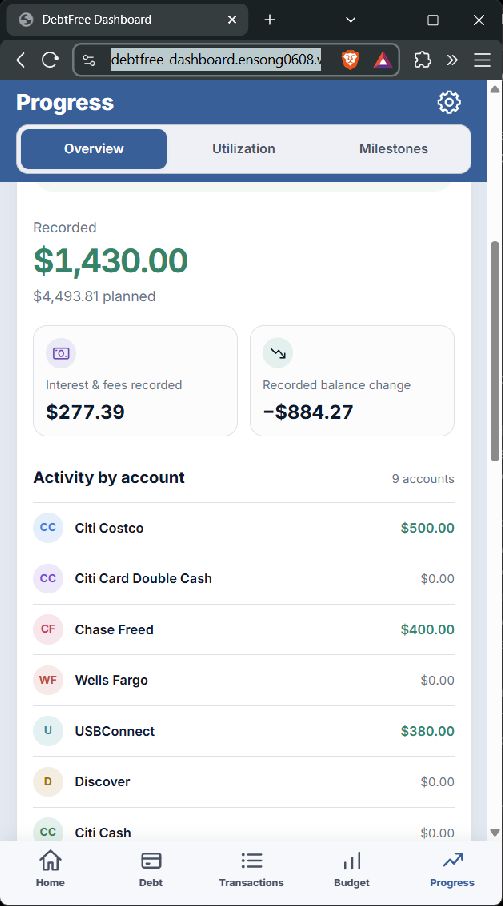 DebtFree Dashboard
debtfree-dashboard.ensong0608.
Progress
Overview
Utilization
Milestones
Recorded
$1,430.00
$4,493.81 planned
Interest & fees recorded
$277.39
Recorded balance change
−$884.27
Activity by account
9 accounts
CC Citi Costco $500.00
CC Citi Card Double Cash $0.00
CF Chase Freed $400.00
WF Wells Fargo $0.00
U USBConnect $380.00
D Discover $0.00
CC Citi Cash $0.00
Home
Debt
Transactions
Budget
Progress